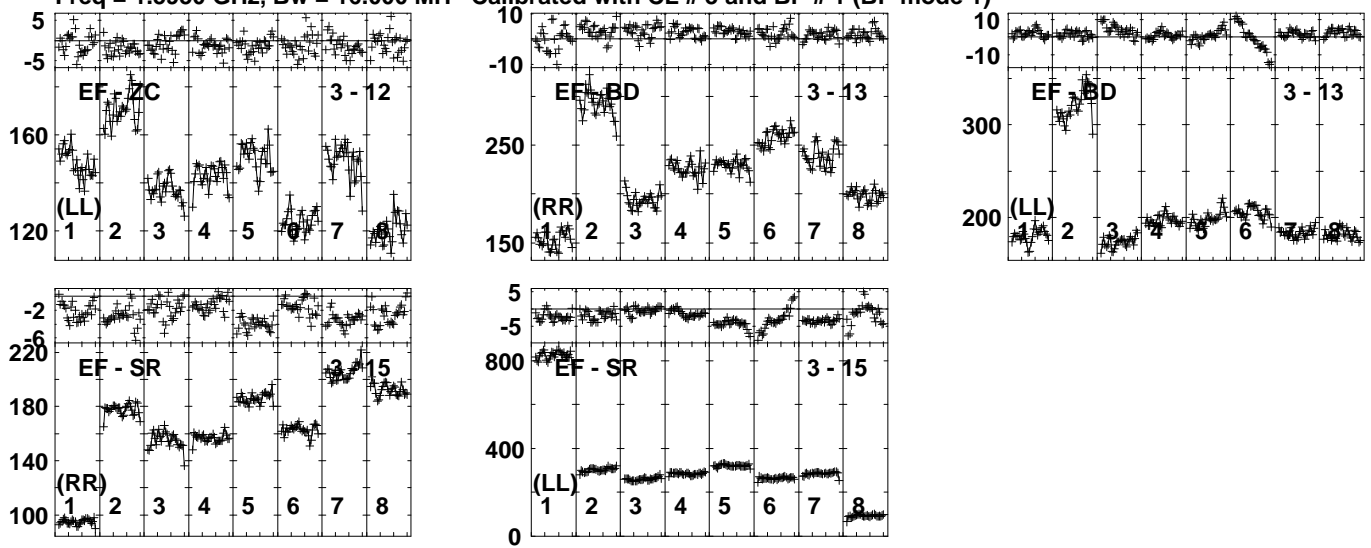 Freq = GHz, Bw = 16.000 MH Calibrated with CL # and BP # 1 (BP mode 1)
5
-5
EF - ZC 3 - 12
160
120
(LL)
1 2 3 4 5 6 7 8
10
-10
EF - BD 3 - 13
250
150
(RR)
1 2 3 4 5 6 7 8
10
-10
EF - BD 3 - 13
300
200
(LL)
1 2 3 4 5 6 7 8
-2
-6
220
EF - SR 3 - 15
180
140
100
(RR)
1 2 3 4 5 6 7 8
5
-5
EF - SR 3 - 15
800
400
0
(LL)
1 2 3 4 5 6 7 8